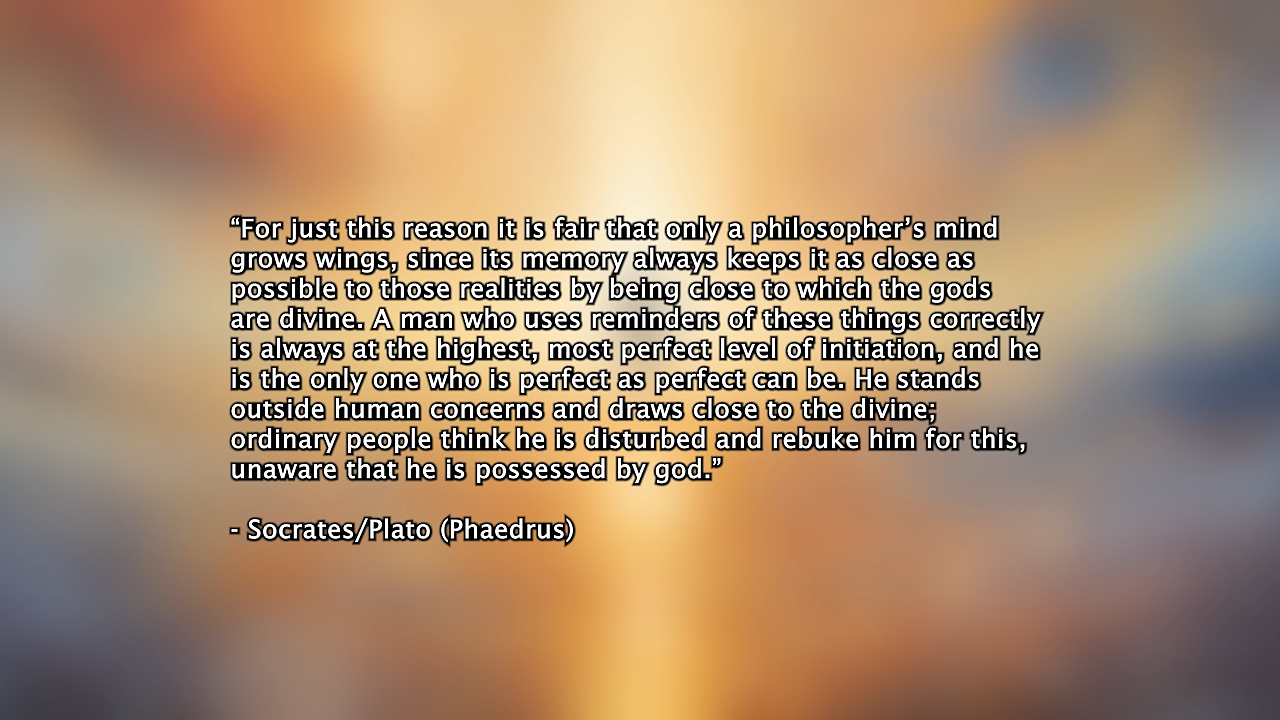 “For just this reason it is fair that only a philosopher’s mind
grows wings, since its memory always keeps it as close as
possible to those realities by being close to which the gods
are divine. A man who uses reminders of these things correctly
is always at the highest, most perfect level of initiation, and he
is the only one who is perfect as perfect can be. He stands
outside human concerns and draws close to the divine;
ordinary people think he is disturbed and rebuke him for this,
unaware that he is possessed by god.”
- Socrates/Plato (Phaedrus)